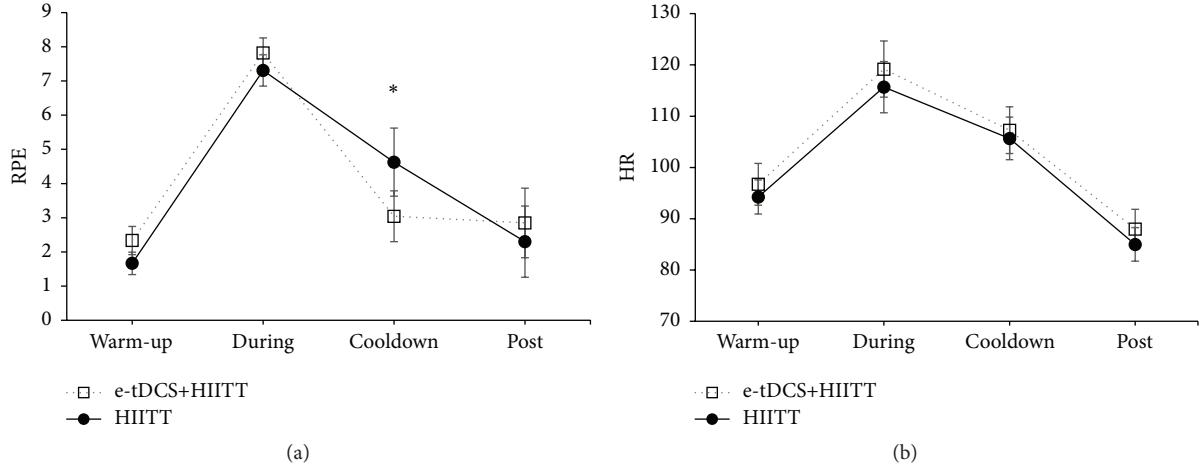 9
8
7
6
5
4
3
2
1
0
RPE
*
Warm-up During Cooldown Post
e-tDCS+HIITT
HIITT
(a)
130
120
110
100
90
80
70
HR
Warm-up During Cooldown Post
e-tDCS+HIITT
HIITT
(b)